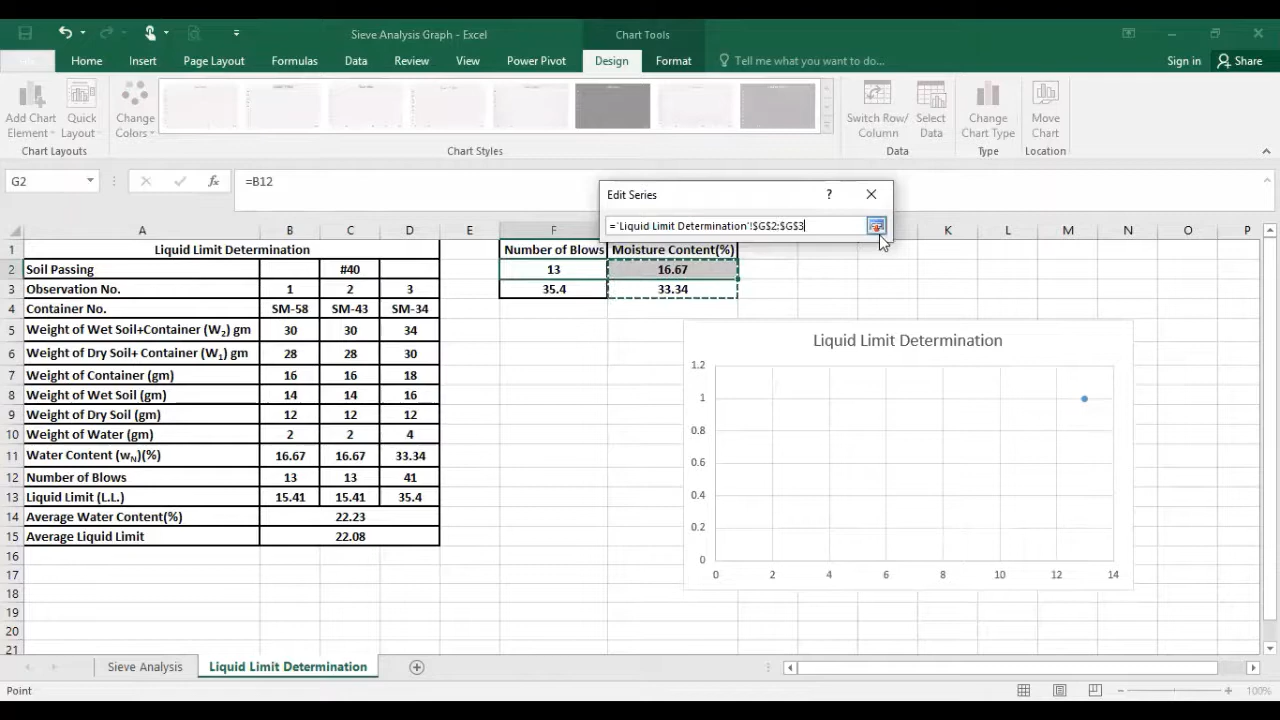 Sieve Analysis Graph - Excel
Chart Tools
Home Insert Page Layout Formulas Data Review View Power Pivot Design Format Tell me what you want to do... Sign in Share
Add Chart Element Quick Layout Change Colors Switch Row/ Column Select Data Change Chart Type Move Chart
Chart Layouts Chart Styles Data Type Location
G2 fx =B12
Edit Series ?
='Liquid Limit Determination'!$G$2:$G$3
A B C D E F K L M N O P
1 Liquid Limit Determination Number of Blows Moisture Content(%)
2 Soil Passing #40 13 16.67
3 Observation No. 1 2 3 35.4 33.34
4 Container No. SM-58 SM-43 SM-34
5 Weight of Wet Soil+Container (W2) gm 30 30 34
6 Weight of Dry Soil+ Container (W1) gm 28 28 30
7 Weight of Container (gm) 16 16 18
8 Weight of Wet Soil (gm) 14 14 16
9 Weight of Dry Soil (gm) 12 12 12
10 Weight of Water (gm) 2 2 4
11 Water Content (wN)(%) 16.67 16.67 33.34
12 Number of Blows 13 13 41
13 Liquid Limit (L.L.) 15.41 15.41 35.4
14 Average Water Content(%) 22.23
15 Average Liquid Limit 22.08
16
17
18
19
20
21
Liquid Limit Determination
1.2
1
0.8
0.6
0.4
0.2
0
0 2 4 6 8 10 12 14
Sieve Analysis Liquid Limit Determination
Point 100%